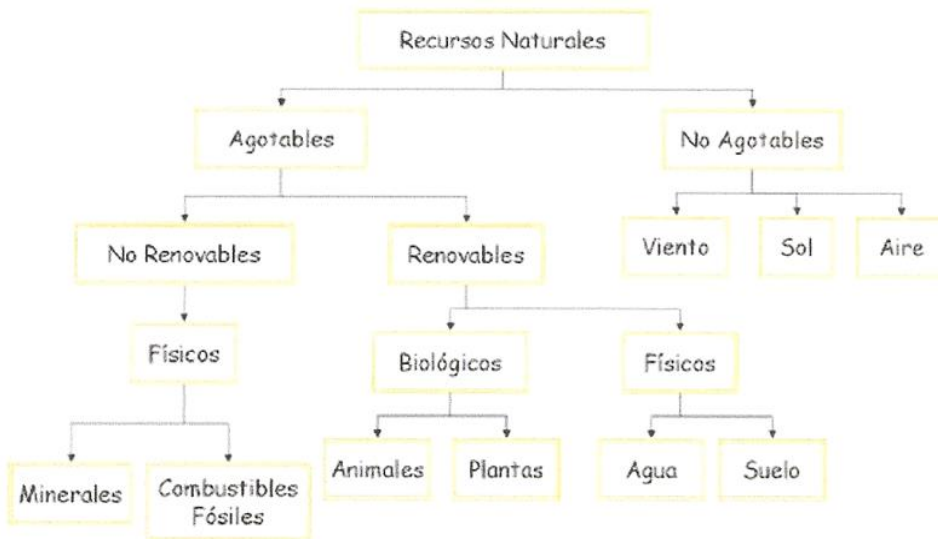 Recursos Naturales
Agotables
No Agotables
No Renovables
Renovables
Viento
Sol
Aire
Físicos
Biológicos
Físicos
Minerales
Combustibles
Fósiles
Animales
Plantas
Agua
Suelo